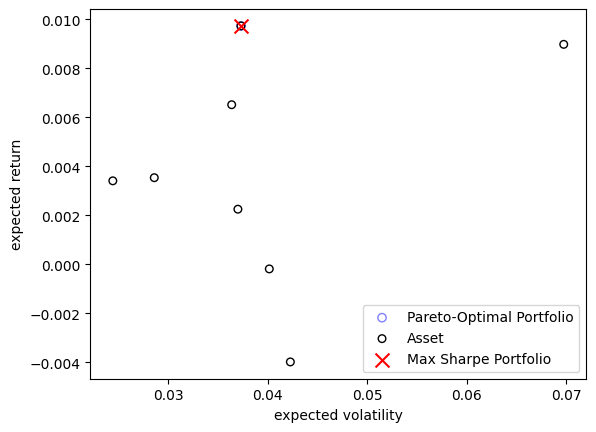 0.010
0.008
0.006
0.004
0.002
0.000
−0.002
−0.004
expected return
Pareto-Optimal Portfolio
Asset
Max Sharpe Portfolio
0.03 0.04 0.05 0.06 0.07
expected volatility